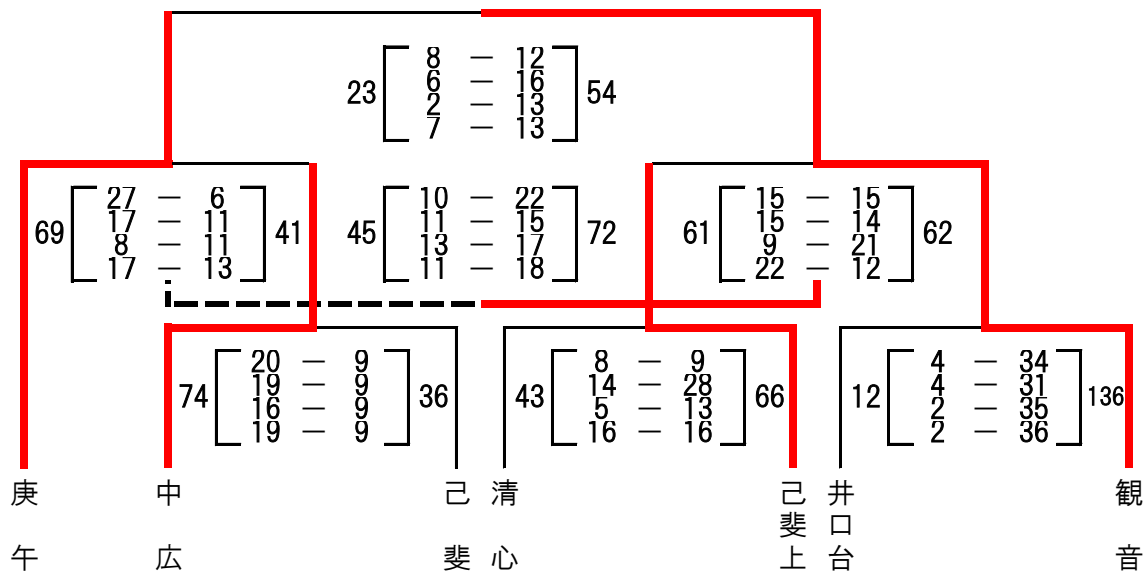 8 — 12
23 6 — 16 54
2 — 13
7 — 13
27 — 6 10 — 22 15 — 15
69 17 — 11 41 45 11 — 15 72 61 15 — 14 62
8 — 11 13 — 17 9 — 21
17 — 13 11 — 18 22 — 12
20 — 9 8 — 9 4 — 34
74 19 — 9 36 43 14 — 28 66 12 4 — 31 136
16 — 9 5 — 13 2 — 35
19 — 9 16 — 16 2 — 36
庚午
中広
己斐
清心
己斐上
井口台
観音